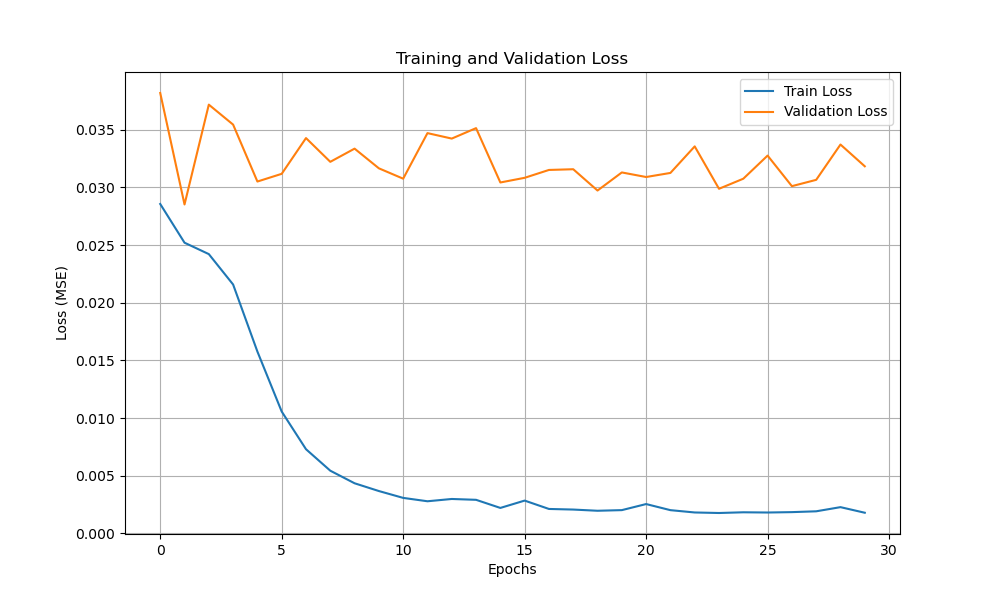 Training and Validation Loss
Train Loss
Validation Loss
Loss (MSE)
0.035
0.030
0.025
0.020
0.015
0.010
0.005
0.000
0 5 10 15 20 25 30
Epochs